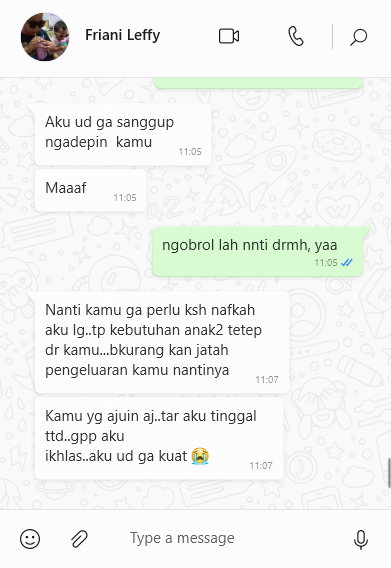 Friani Leffy
Aku ud ga sanggup
ngadepin  kamu
11:05
Maaaf
11:05
ngobrol lah nnti drmh, yaa
11:05
Nanti kamu ga perlu ksh nafkah
aku lg..tp kebutuhan anak2 tetep
dr kamu...bkurang kan jatah
pengeluaran kamu nantinya
11:07
Kamu yg ajuin aj..tar aku tinggal
ttd..gpp aku
ikhlas..aku ud ga kuat 😭
11:07
Type a message